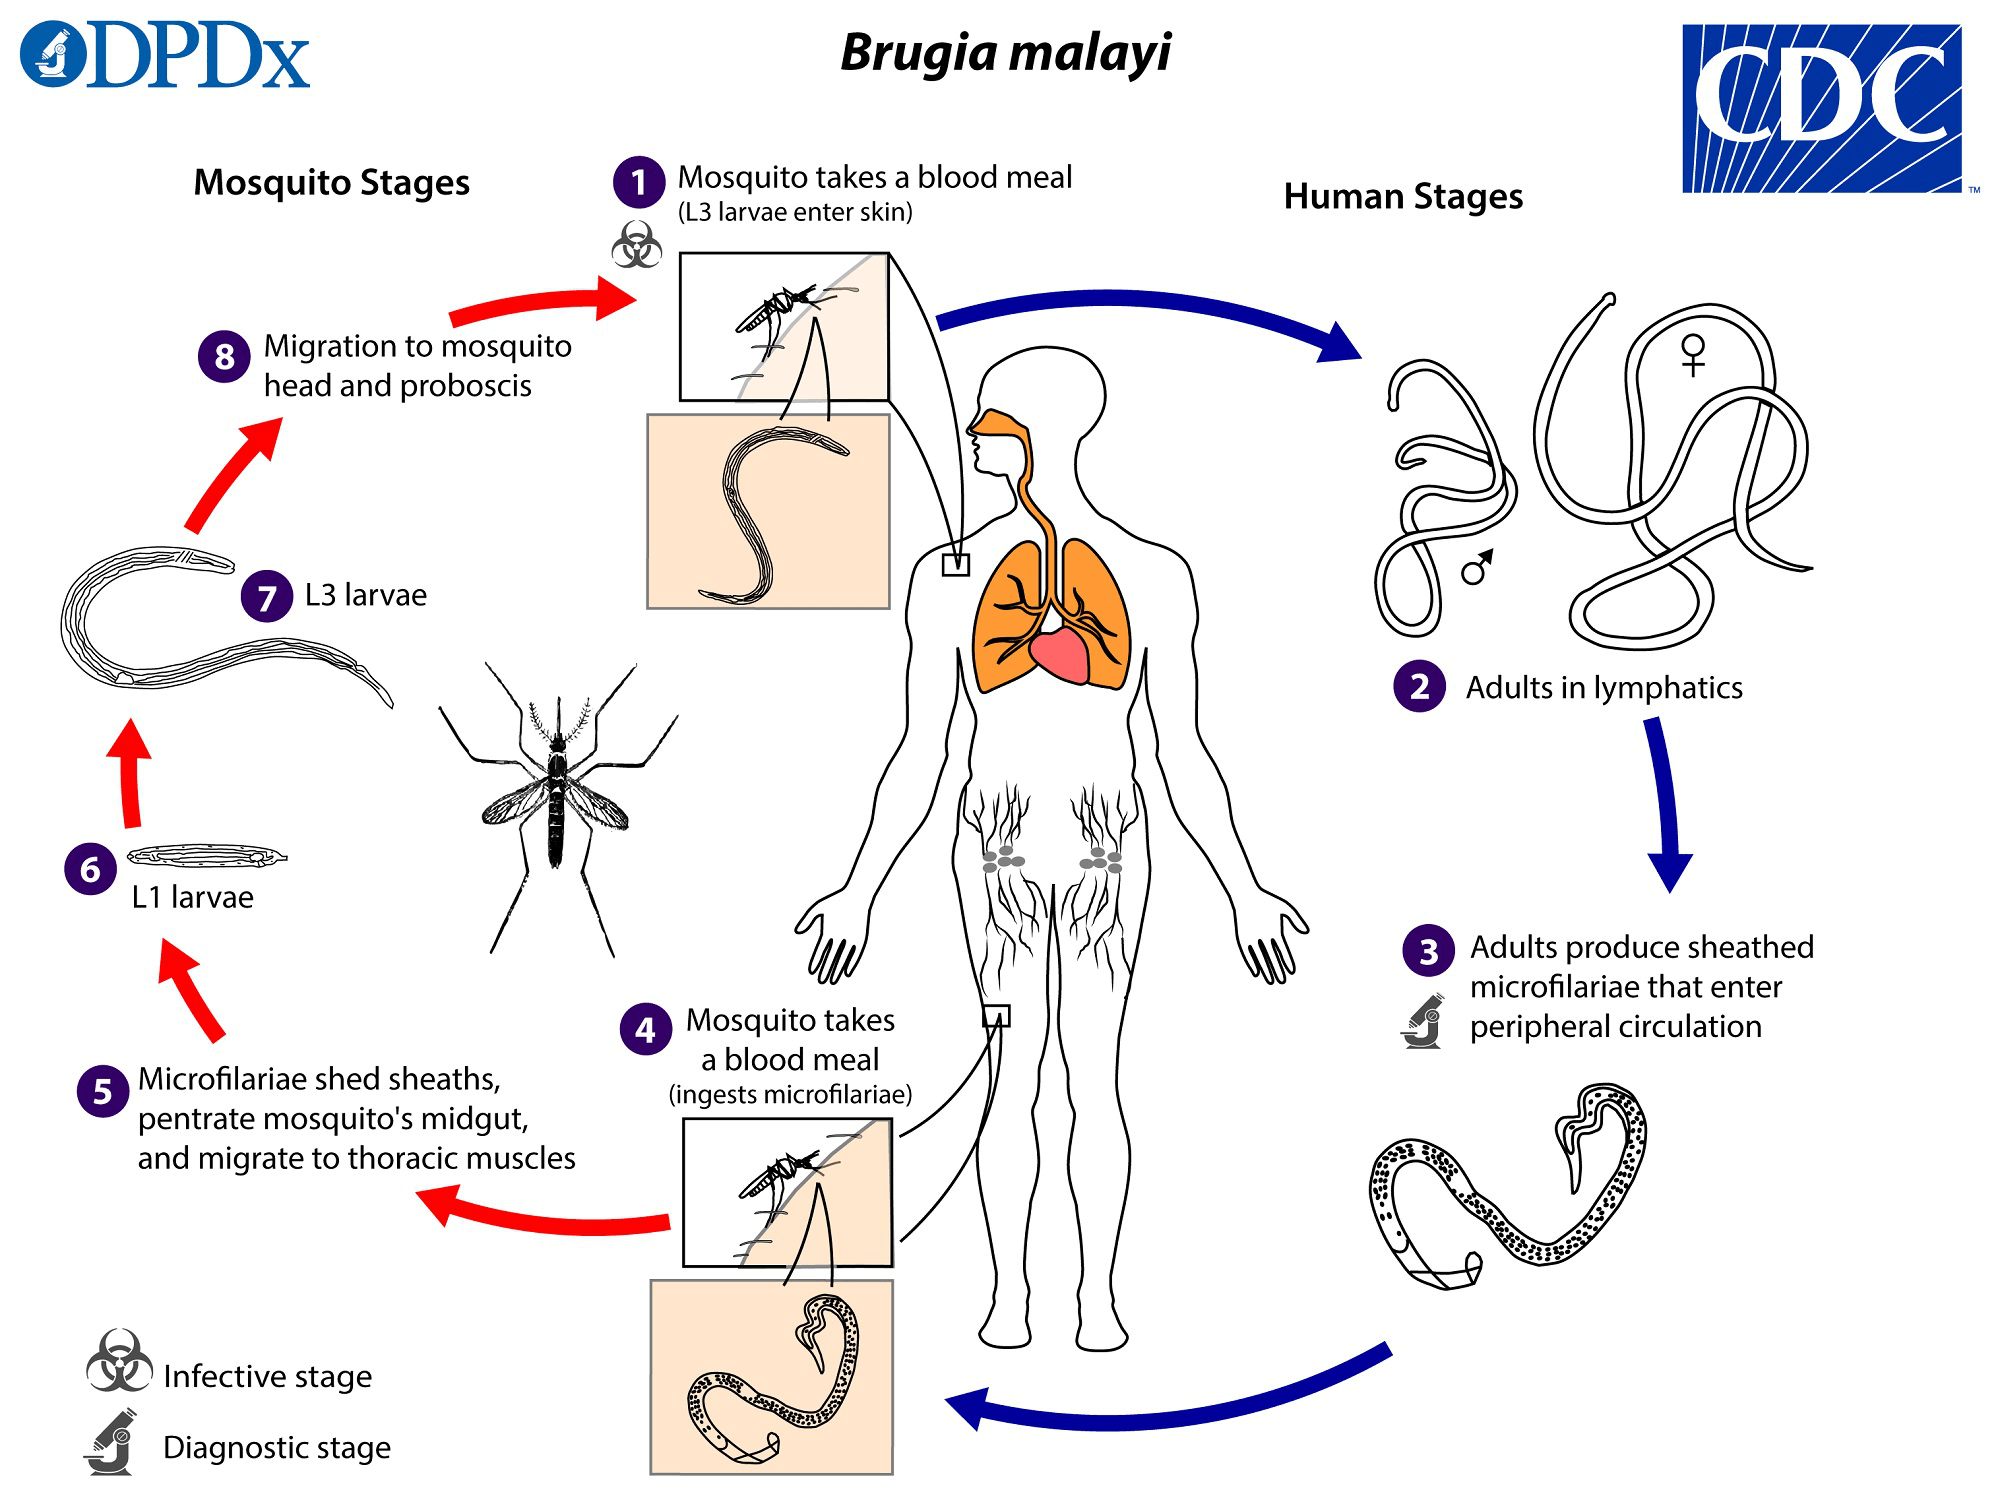 DPDx
Brugia malayi
CDC
TM
Mosquito Stages
Human Stages
1 Mosquito takes a blood meal
(L3 larvae enter skin)
♀
♂
2 Adults in lymphatics
3 Adults produce sheathed
microfilariae that enter
peripheral circulation
4 Mosquito takes
a blood meal
(ingests microfilariae)
5 Microfilariae shed sheaths,
pentrate mosquito's midgut,
and migrate to thoracic muscles
6
L1 larvae
7 L3 larvae
8 Migration to mosquito
head and proboscis
Infective stage
Diagnostic stage